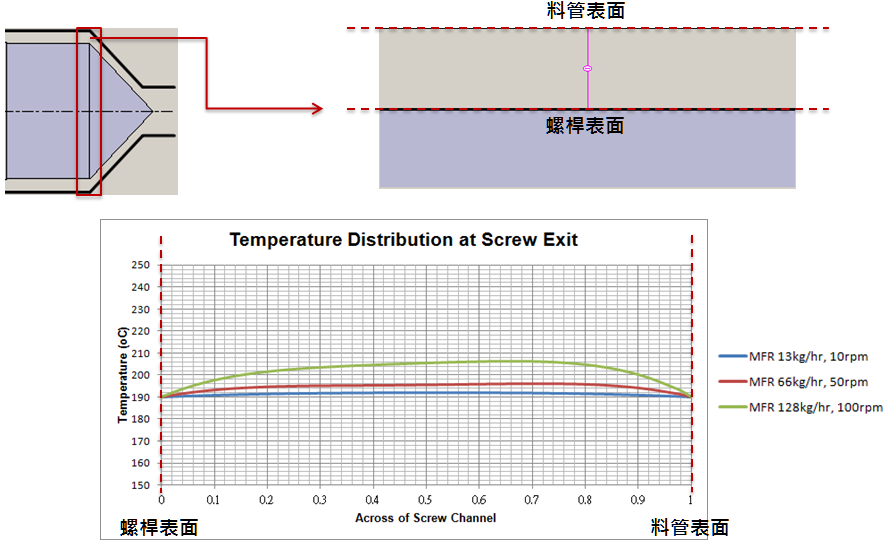 料管表面
螺桿表面
Temperature Distribution at Screw Exit
Temperature (oC)
250
240
230
220
210
200
190
180
170
160
150
0 0.1 0.2 0.3 0.4 0.5 0.6 0.7 0.8 0.9 1
Across of Screw Channel
螺桿表面
料管表面
MFR 13kg/hr, 10rpm
MFR 66kg/hr, 50rpm
MFR 128kg/hr, 100rpm